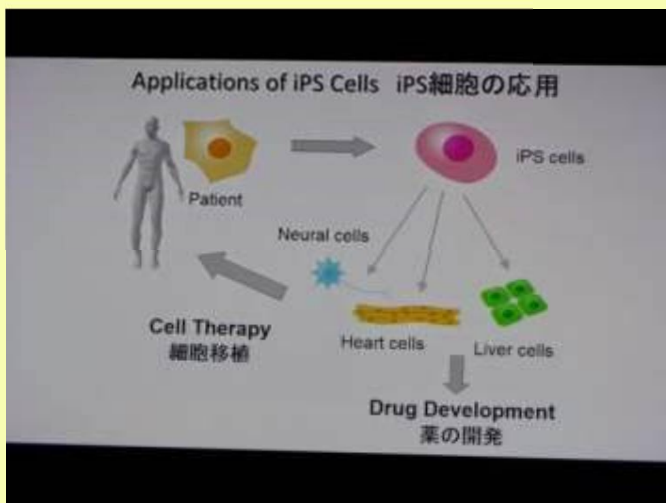 Applications of iPS Cells iPS細胞の応用
Patient
iPS cells
Neural cells
Cell Therapy
細胞移植
Heart cells
Liver cells
Drug Development
薬の開発